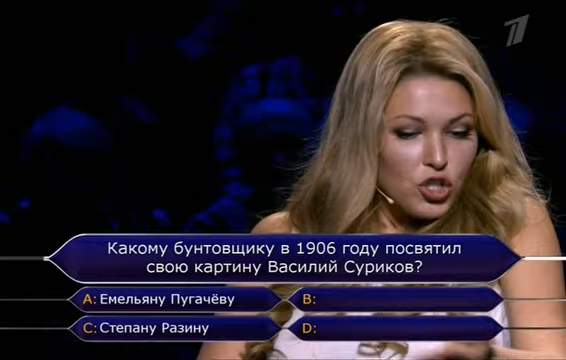 Какому бунтовщику в 1906 году посвятил
свою картину Василий Суриков?
A: Емельяну Пугачёву
B:
C: Степану Разину
D: